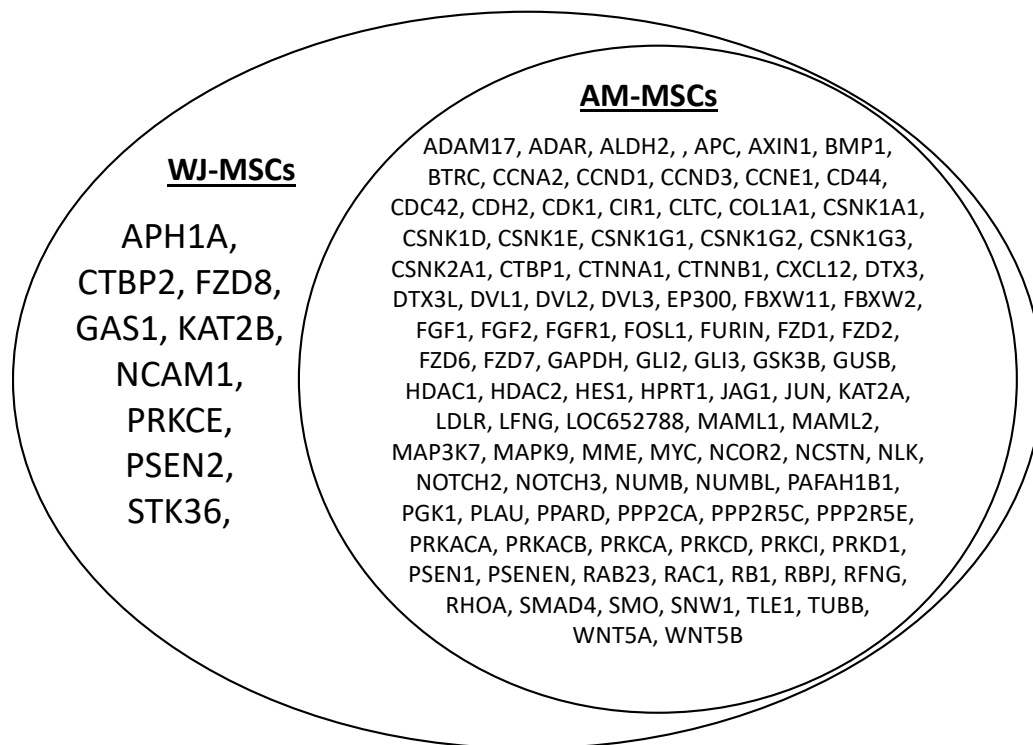 WJ-MSCs
APH1A,
CTBP2, FZD8,
GAS1, KAT2B,
NCAM1,
PRKCE,
PSEN2,
STK36,
AM-MSCs
ADAM17, ADAR, ALDH2, , APC, AXIN1, BMP1,
BTRC, CCNA2, CCND1, CCND3, CCNE1, CD44,
CDC42, CDH2, CDK1, CIR1, CLTC, COL1A1, CSNK1A1,
CSNK1D, CSNK1E, CSNK1G1, CSNK1G2, CSNK1G3,
CSNK2A1, CTBP1, CTNNA1, CTNNB1, CXCL12, DTX3,
DTX3L, DVL1, DVL2, DVL3, EP300, FBXW11, FBXW2,
FGF1, FGF2, FGFR1, FOSL1, FURIN, FZD1, FZD2,
FZD6, FZD7, GAPDH, GLI2, GLI3, GSK3B, GUSB,
HDAC1, HDAC2, HES1, HPRT1, JAG1, JUN, KAT2A,
LDLR, LFNG, LOC652788, MAML1, MAML2,
MAP3K7, MAPK9, MME, MYC, NCOR2, NCSTN, NLK,
NOTCH2, NOTCH3, NUMB, NUMBL, PAFAH1B1,
PGK1, PLAU, PPARD, PPP2CA, PPP2R5C, PPP2R5E,
PRKACA, PRKACB, PRKCA, PRKCD, PRKCI, PRKD1,
PSEN1, PSENEN, RAB23, RAC1, RB1, RBPJ, RFNG,
RHOA, SMAD4, SMO, SNW1, TLE1, TUBB,
WNT5A, WNT5B